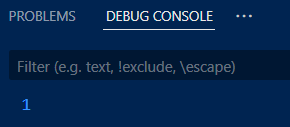 PROBLEMS DEBUG CONSOLE ...
Filter (e.g. text, !exclude, \escape)
1